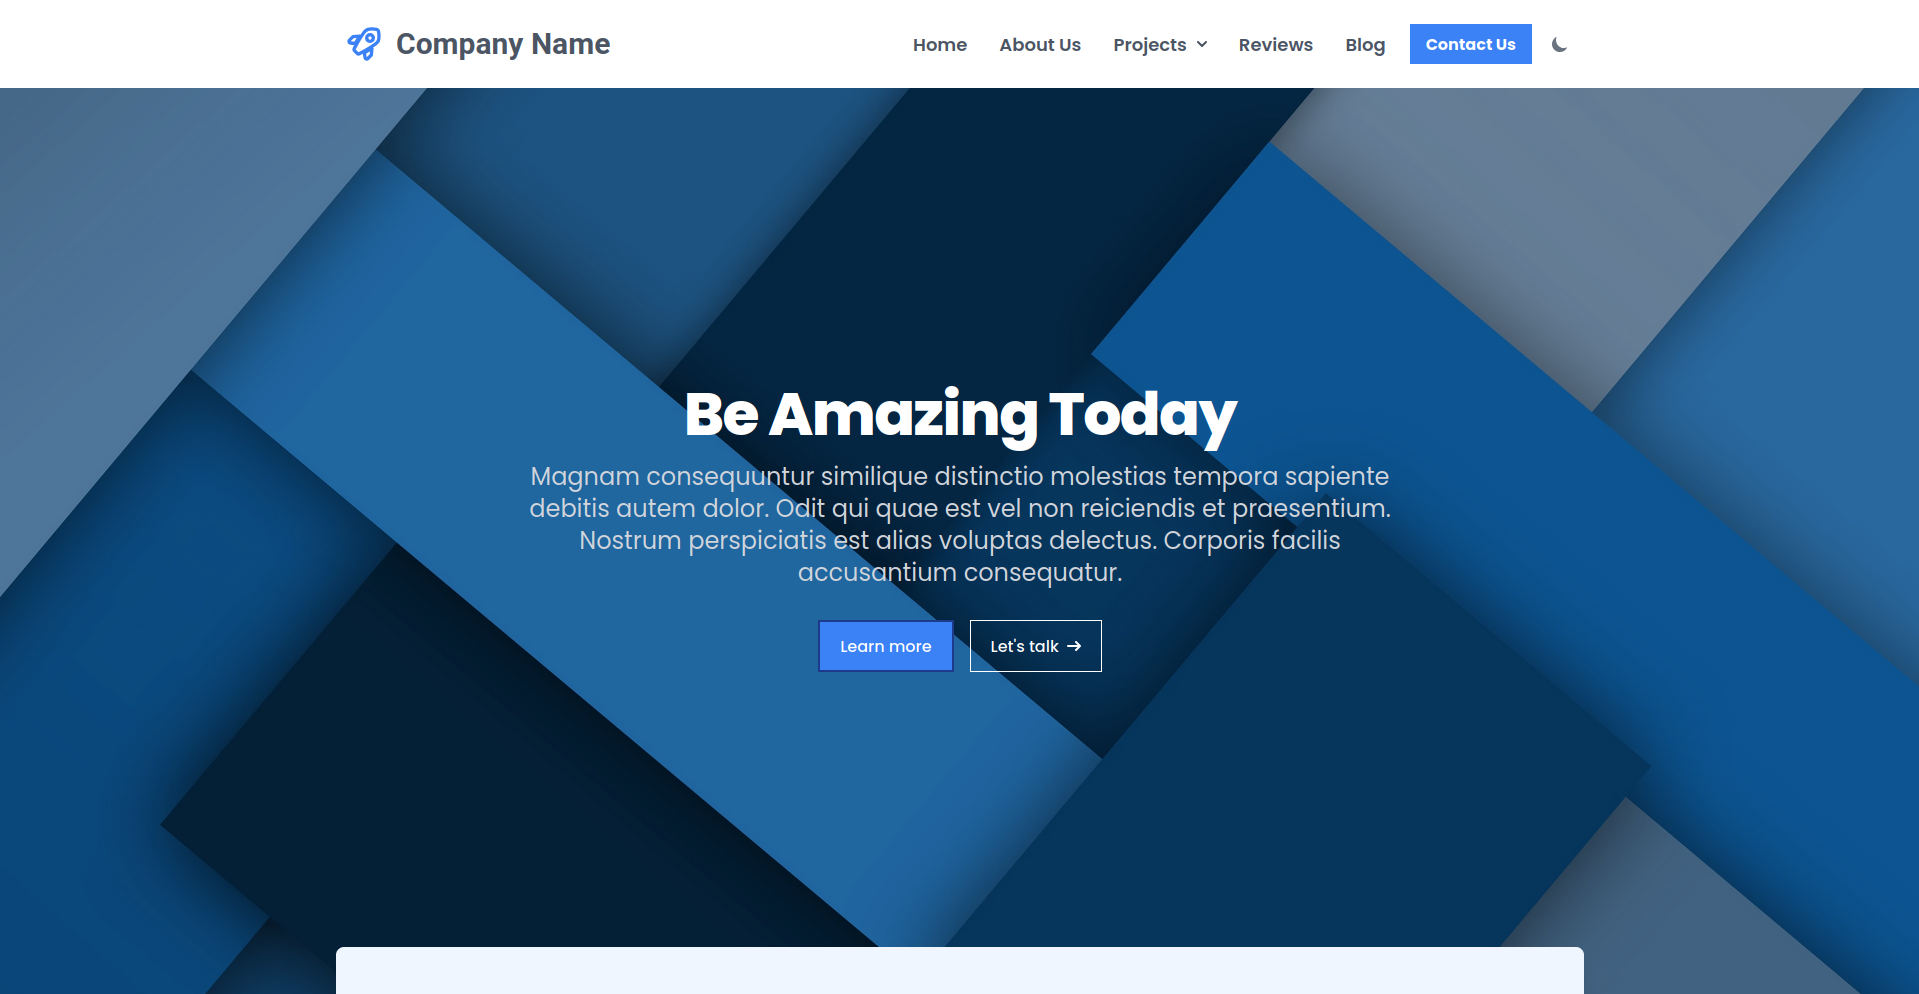 Company Name
Home About Us Projects Reviews Blog Contact Us
Be Amazing Today
Magnam consequuntur similique distinctio molestias tempora sapiente
debitis autem dolor. Odit qui quae est vel non reiciendis et praesentium.
Nostrum perspiciatis est alias voluptas delectus. Corporis facilis
accusantium consequatur.
Learn more Let's talk →